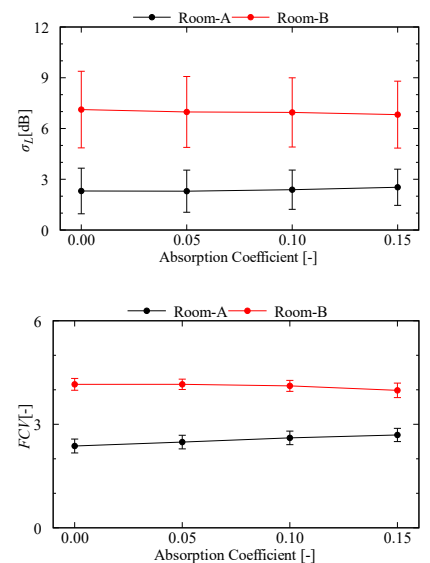 Room-A Room-B
12
9
6
3
0
σL[dB]
0.00 0.05 0.10 0.15
Absorption Coefficient [-]
Room-A Room-B
6
3
0
FCV[-]
0.00 0.05 0.10 0.15
Absorption Coefficient [-]